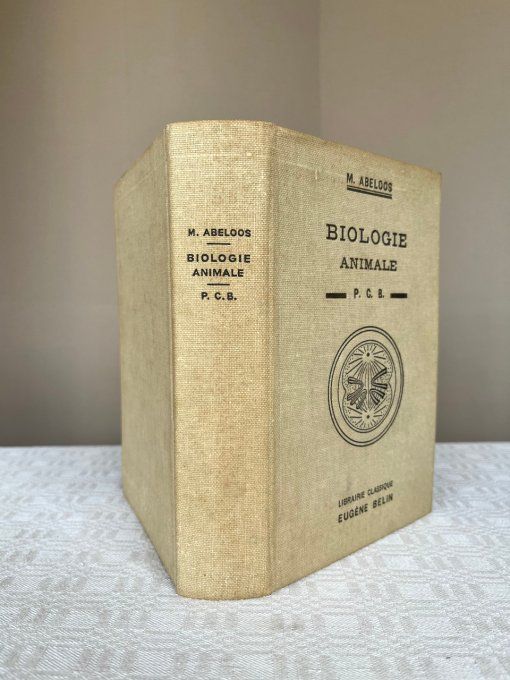 M. ABELOOS
BIOLOGIE
ANIMALE
P. C. B.
M. ABELOOS
BIOLOGIE
ANIMALE
P. C. B.
LIBRAIRIE CLASSIQUE
EUGÈNE BELIN